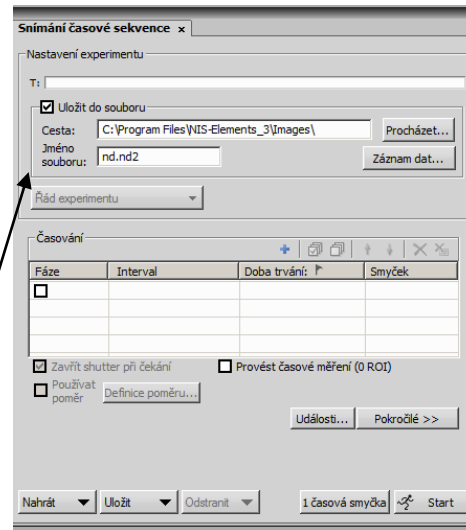 Snímání časové sekvence x
Nastavení experimentu
T:
Uložit do souboru
Cesta: C:\Program Files\NIS-Elements_3\Images\ Procházet...
Jméno souboru: nd.nd2 Záznam dat...
Řád experimentu
Časování
Fáze Interval Doba trvání: Smyček
Zavřít shutter při čekání Provést časové měření (0 ROI)
Používat poměr Definice poměru...
Události... Pokročilé >>
Nahrát Uložit Odstranit 1 časová smyčka Start